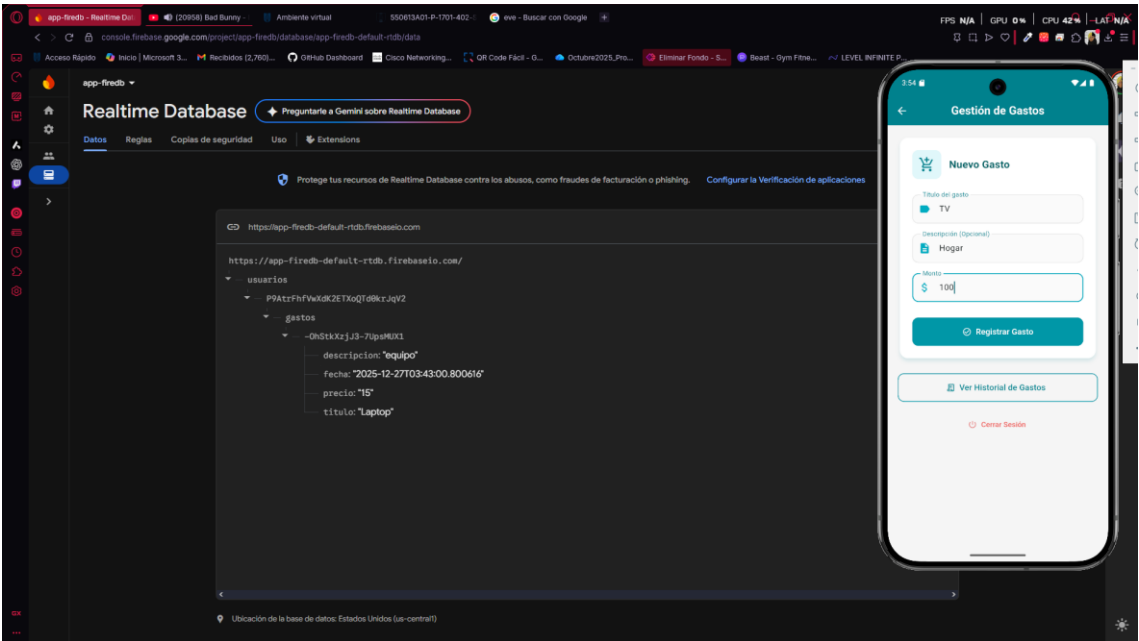 app-firedb - Realtime Dat
(20958) Bad Bunny -
Ambiente virtual
550613A01-P-1701-402-
eve - Buscar con Google
FPS N/A GPU 0% CPU 42% LAT N/A
console.firebase.google.com/project/app-firedb/database/app-firedb-default-rtdb/data
Acceso Rápido
Inicio | Microsoft 3...
Recibidos (2,760)...
GitHub Dashboard
Cisco Networking...
QR Code Fácil - G...
Octubre2025_Pro...
Eliminar Fondo - S...
Beast - Gym Fitne...
LEVEL INFINITE P...
app-firedb
Realtime Database
Preguntarle a Gemini sobre Realtime Database
Datos Reglas Copias de seguridad Uso Extensions
Protege tus recursos de Realtime Database contra los abusos, como fraudes de facturación o phishing. Configurar la Verificación de aplicaciones
https://app-firedb-default-rtdb.firebaseio.com
https://app-firedb-default-rtdb.firebaseio.com/
usuarios
P9AtrFhfVwXdK2ETXoQTd0krJqV2
gastos
-OhStkXzjJ3-7UpsMUX1
descripcion: "equipo"
fecha: "2025-12-27T03:43:00.800616"
precio: "15"
titulo: "Laptop"
Ubicación de la base de datos: Estados Unidos (us-central1)
GX
3:54
Gestión de Gastos
Nuevo Gasto
Título del gasto
TV
Descripción (Opcional)
Hogar
Monto
$ 100
Registrar Gasto
Ver Historial de Gastos
Cerrar Sesión